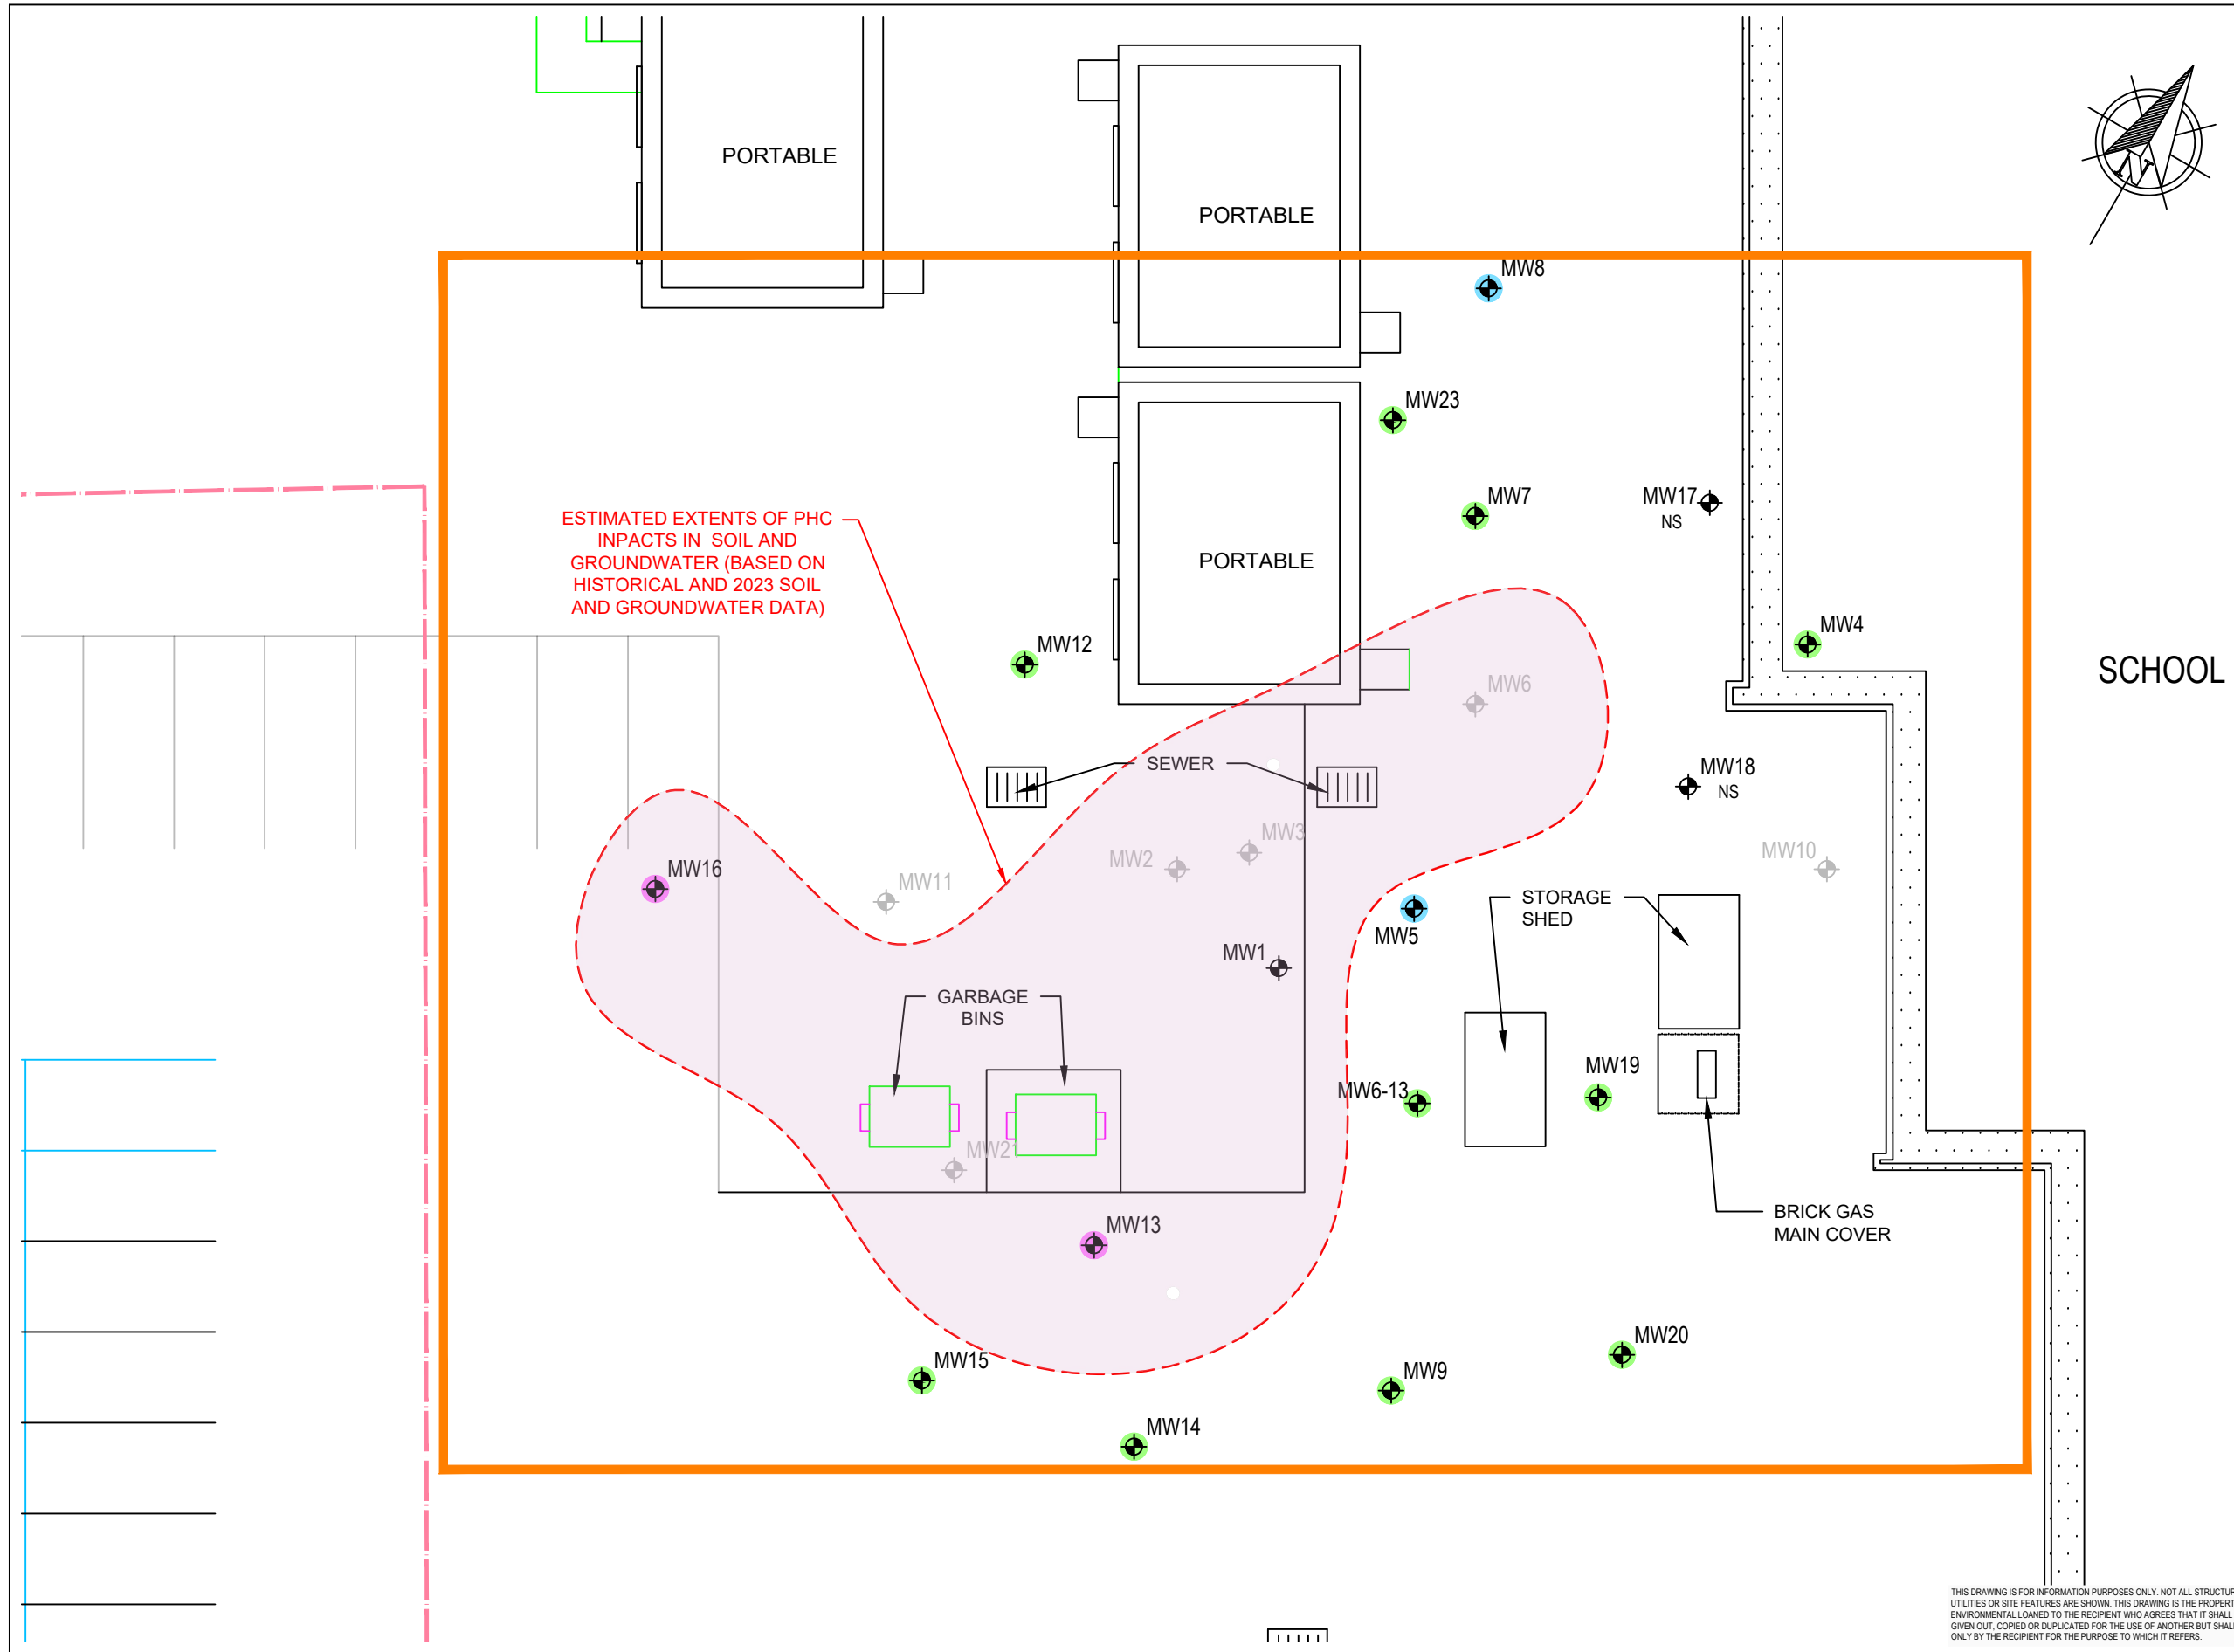 PORTABLE
PORTABLE
N
MW8
MW23
MW7
MW17
NS
ESTIMATED EXTENTS OF PHC
INPACTS IN SOIL AND
GROUNDWATER (BASED ON
HISTORICAL AND 2023 SOIL
AND GROUNDWATER DATA)
PORTABLE
MW12
MW4
SCHOOL
MW6
SEWER
MW18
NS
MW3
MW2
MW10
MW16
MW11
STORAGE
SHED
MW5
MW1
GARBAGE
BINS
MW19
MW6-13
MW21
BRICK GAS
MAIN COVER
MW13
MW20
MW15
MW9
MW14
THIS DRAWING IS FOR INFORMATION PURPOSES ONLY. NOT ALL
UTILITIES OR SITE FEATURES ARE SHOWN. THIS DRAWING IS THE
ENVIRONMENTAL LOANED TO THE RECIPIENT WHO AGREES THAT IT SHALL
GIVEN OUT, COPIED OR DUPLICATED FOR THE USE OF ANOTHER BUT
ONLY BY THE RECIPIENT FOR THE PURPOSE TO WHICH IT REFERS.